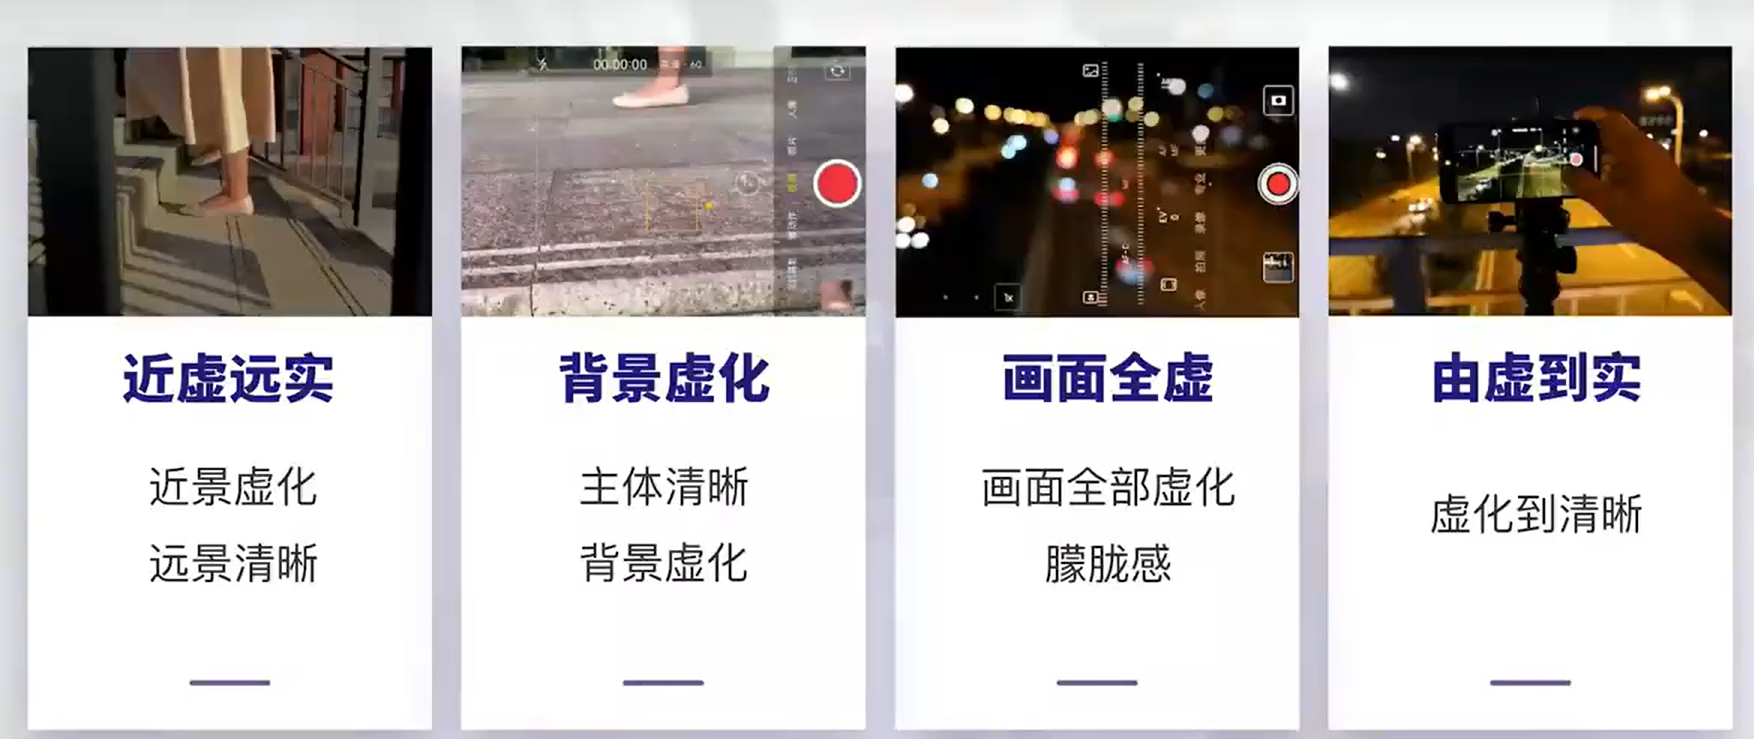 00:00:00
近虚远实
近景虚化
远景清晰
背景虚化
主体清晰
背景虚化
画面全虚
画面全部虚化
朦胧感
由虚到实
虚化到清晰